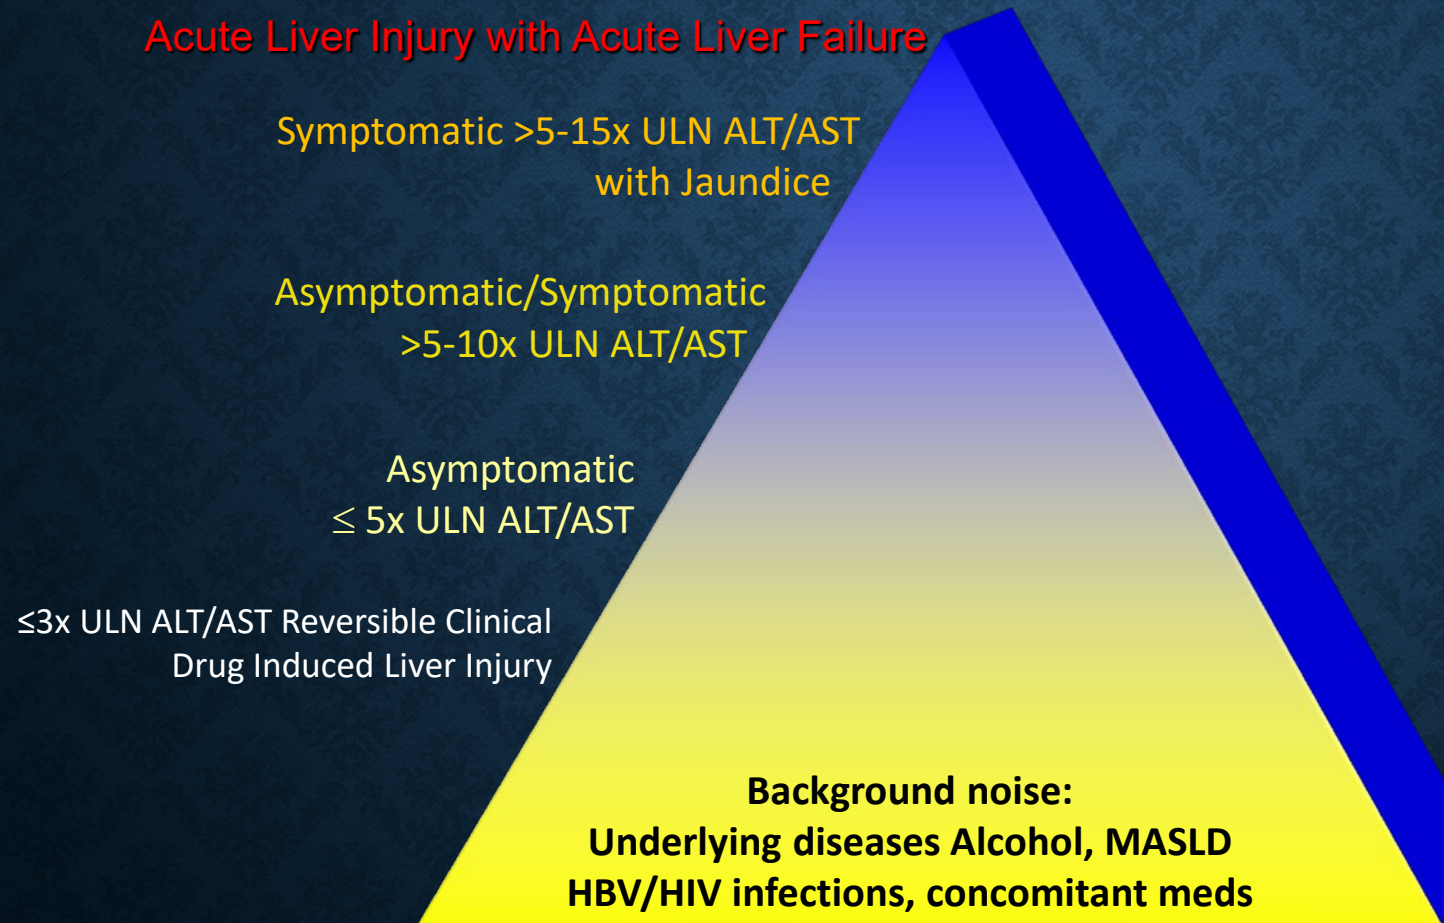 Acute Liver Injury with Acute Liver Failure
Symptomatic >5-15x ULN ALT/AST
with Jaundice
Asymptomatic/Symptomatic
>5-10x ULN ALT/AST
Asymptomatic
≤ 5x ULN ALT/AST
≤3x ULN ALT/AST Reversible Clinical
Drug Induced Liver Injury
Background noise:
Underlying diseases Alcohol, MASLD
HBV/HIV infections, concomitant meds